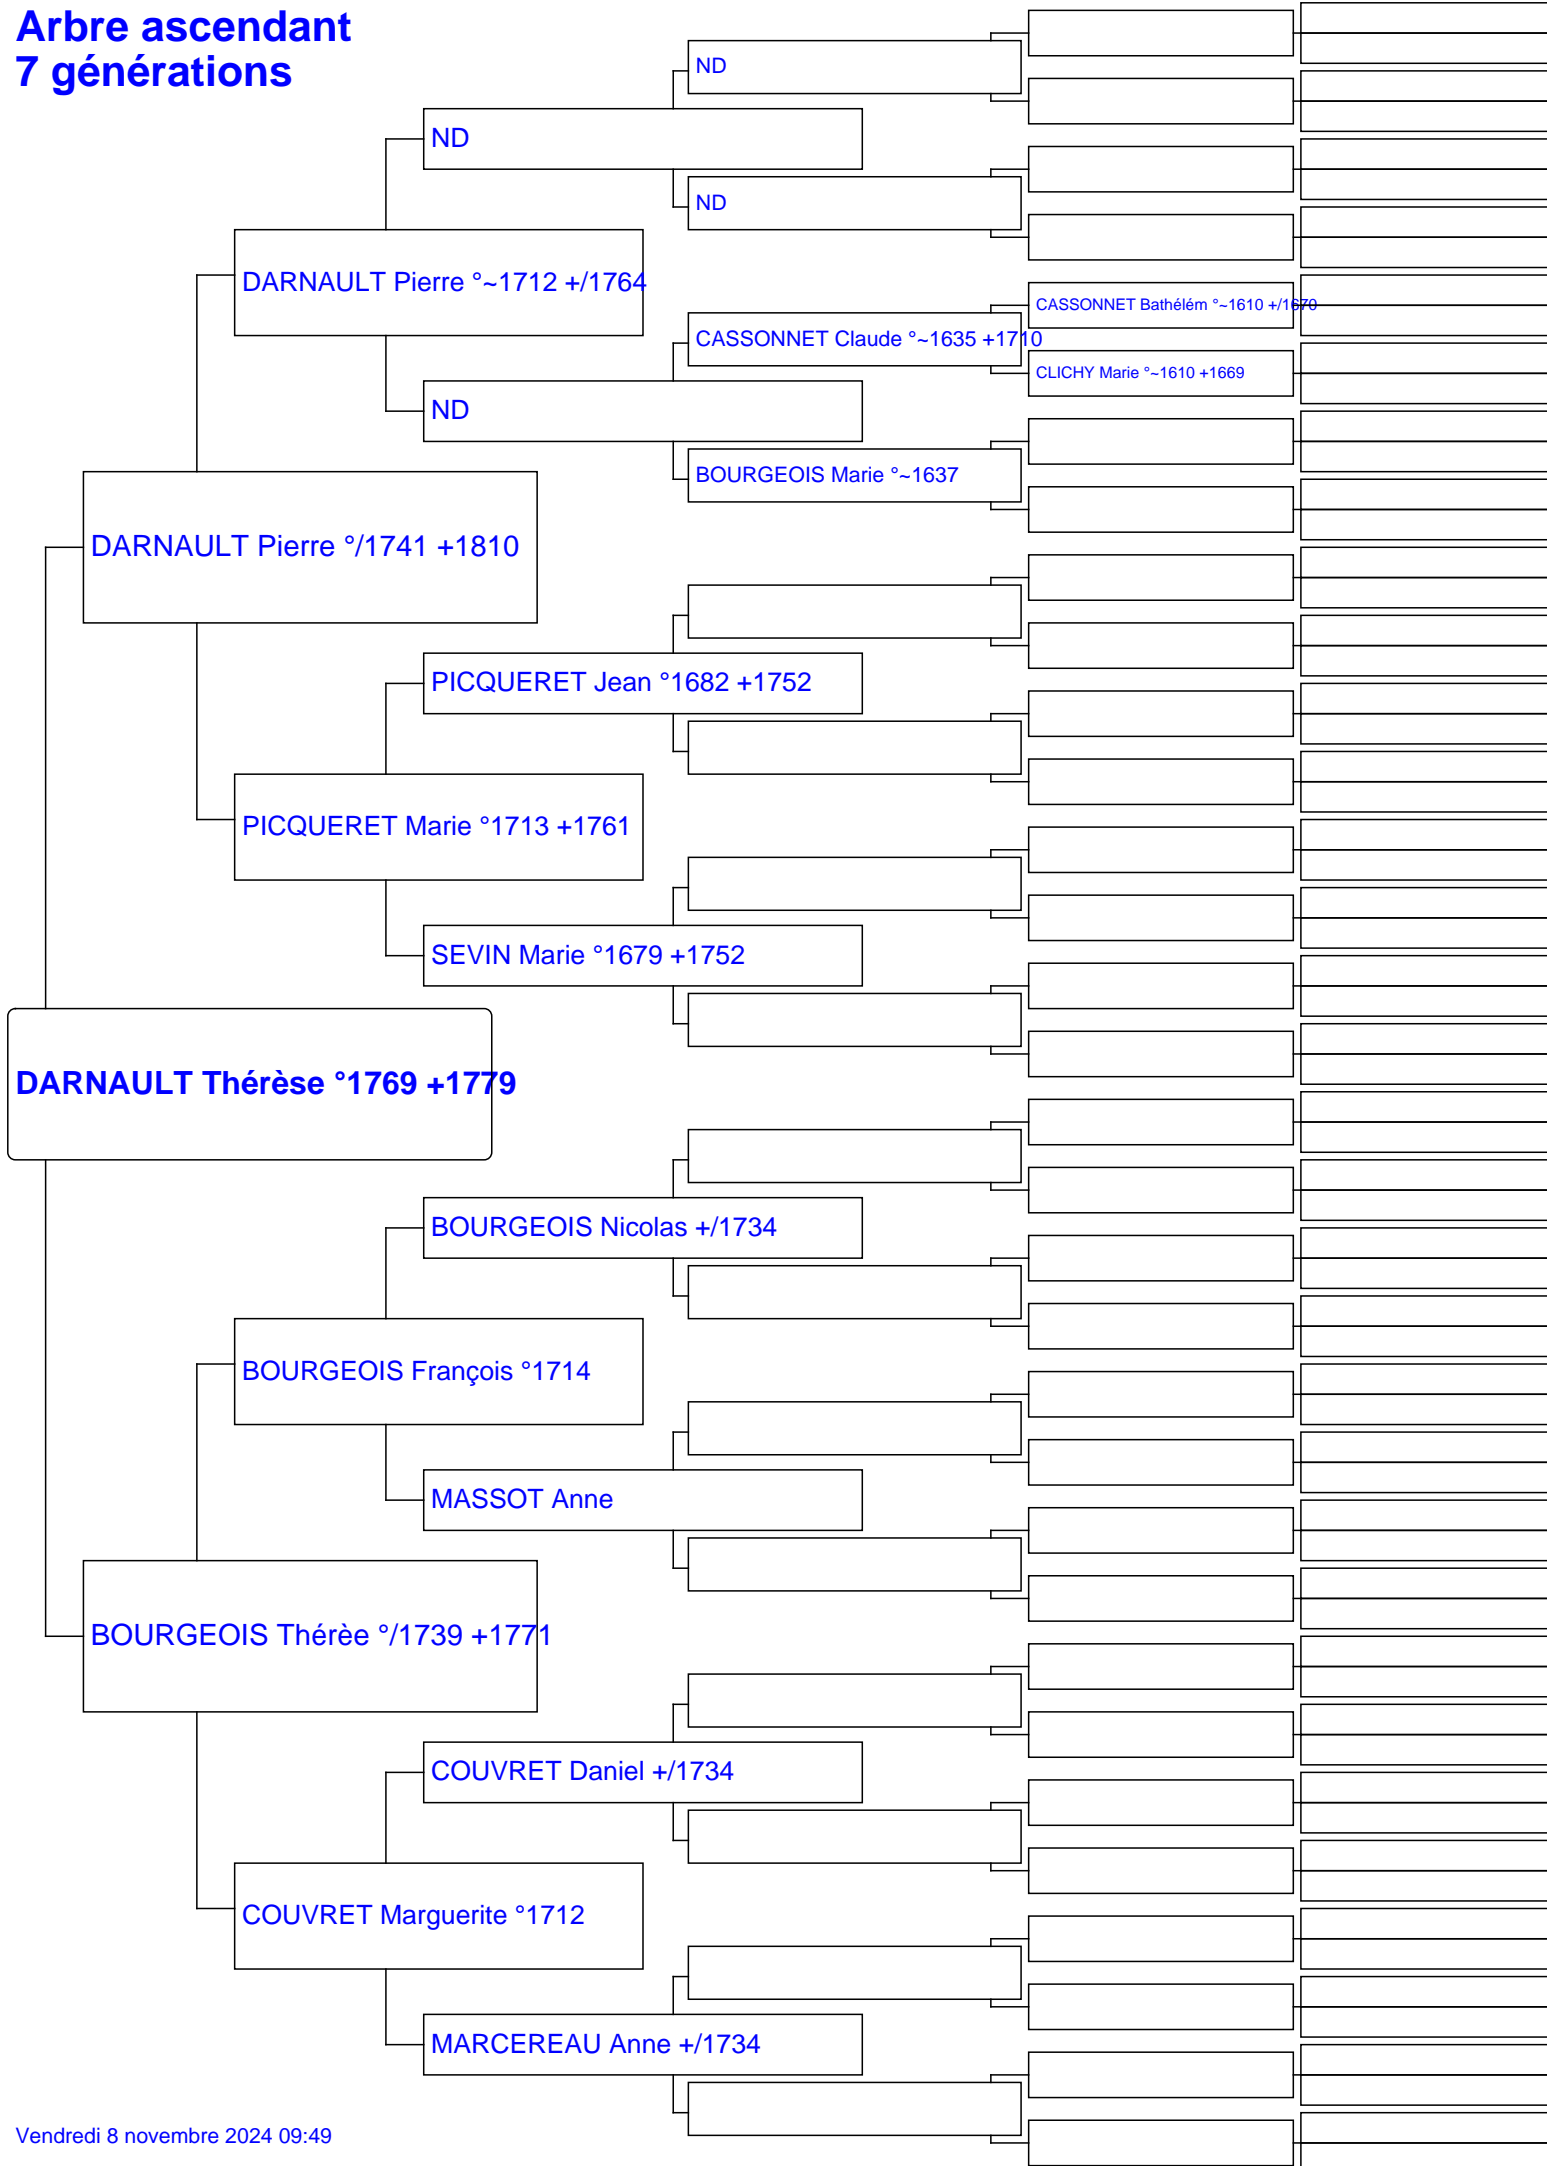 Arbre ascendant
7 générations
ND
ND
ND
DARNAULT Pierre °~1712 +/1764
CASSONNET Bathélém °~1610 +/1670
CASSONNET Claude °~1635 +1710
CLICHY Marie °~1610 +1669
ND
BOURGEOIS Marie °~1637
DARNAULT Pierre °/1741 +1810
PICQUERET Jean °1682 +1752
PICQUERET Marie °1713 +1761
SEVIN Marie °1679 +1752
DARNAULT Thérèse °1769 +1779
BOURGEOIS Nicolas +/1734
BOURGEOIS François °1714
MASSOT Anne
BOURGEOIS Thérèe °/1739 +1771
COUVRET Daniel +/1734
COUVRET Marguerite °1712
MARCEREAU Anne +/1734
Vendredi 8 novembre 2024 09:49